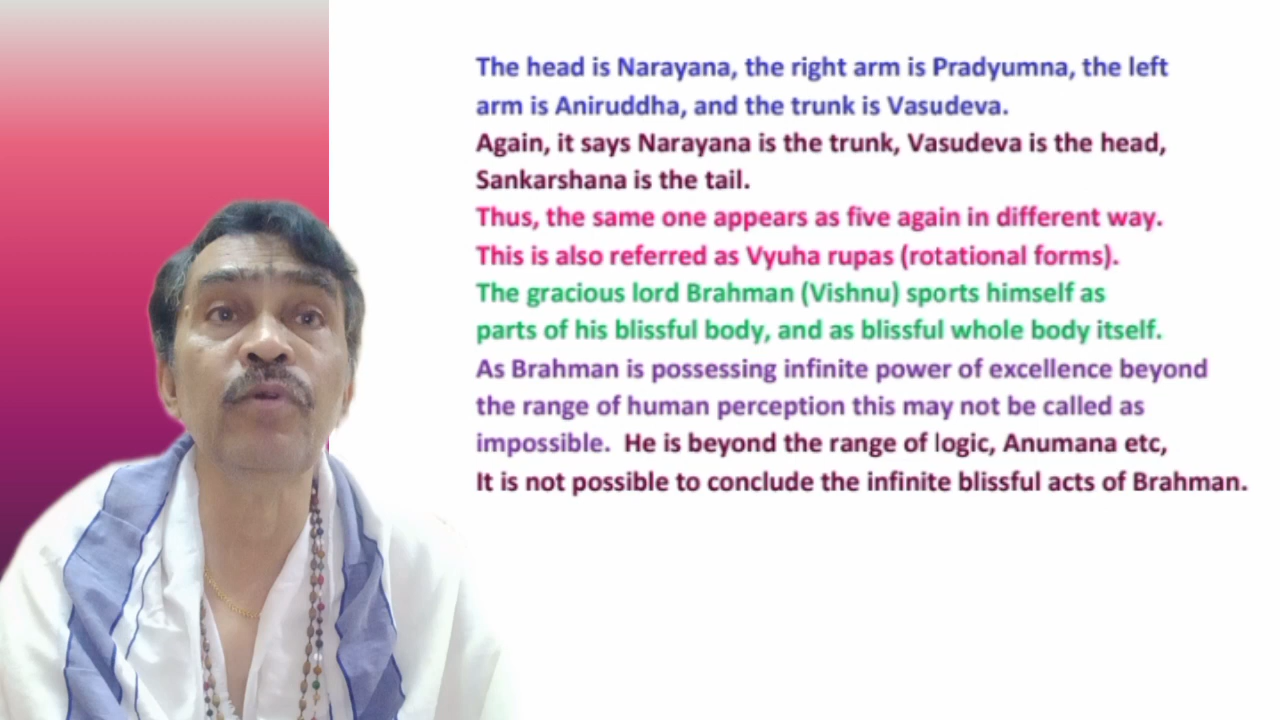 The head is Narayana, the right arm is Pradyumna, the left
arm is Aniruddha, and the trunk is Vasudeva.
Again, it says Narayana is the trunk, Vasudeva is the head,
Sankarshana is the tail.
Thus, the same one appears as five again in different way.
This is also referred as Vyuha rupas (rotational forms).
The gracious lord Brahman (Vishnu) sports himself as
parts of his blissful body, and as blissful whole body itself.
As Brahman is possessing infinite power of excellence beyond
the range of human perception this may not be called as
impossible.  He is beyond the range of logic, Anumana etc,
It is not possible to conclude the infinite blissful acts of Brahman.